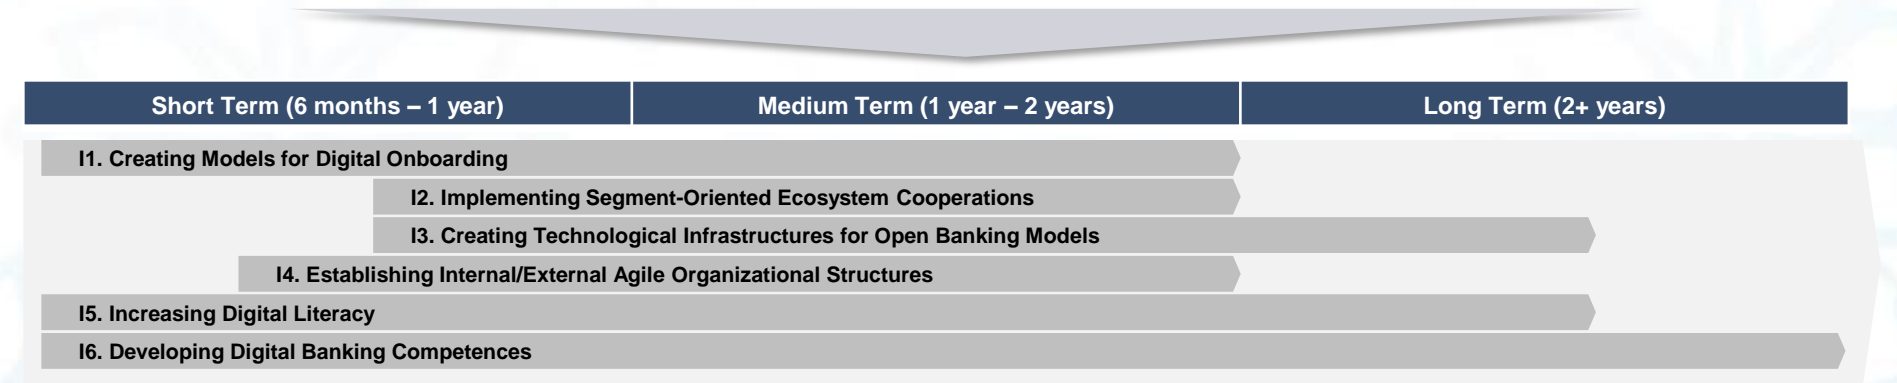 Short Term (6 months – 1 year)
Medium Term (1 year – 2 years)
Long Term (2+ years)
I1. Creating Models for Digital Onboarding
I2. Implementing Segment-Oriented Ecosystem Cooperations
I3. Creating Technological Infrastructures for Open Banking Models
I4. Establishing Internal/External Agile Organizational Structures
I5. Increasing Digital Literacy
I6. Developing Digital Banking Competences